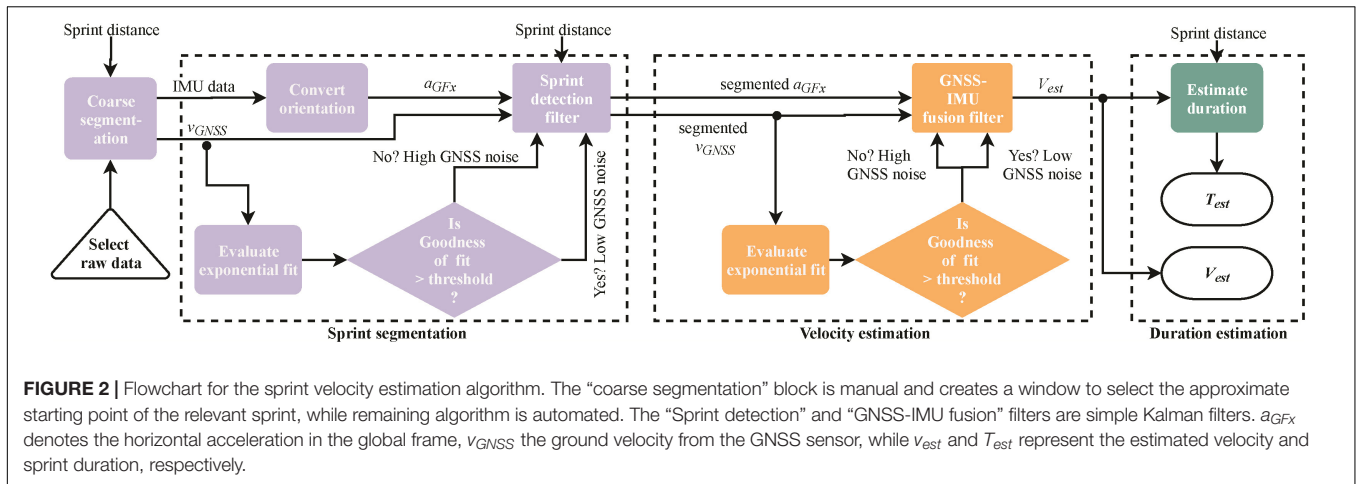 Sprint distance
Sprint distance
Sprint distance
Coarse
segment-
ation
IMU data
Convert
orientation
a_GFx
Sprint
detection
filter
segmented a_GFx
GNSS-
IMU
fusion filter
V_est
Estimate
duration
v_GNSS
segmented
v_GNSS
No? High GNSS noise
Yes? Low GNSS noise
No? High
GNSS noise
Yes? Low
GNSS noise
T_est
Select
raw data
Evaluate
exponential fit
Is
Goodness
of fit
> threshold
?
Evaluate
exponential fit
Is
Goodness
of fit
> threshold
?
V_est
Sprint segmentation
Velocity estimation
Duration estimation
FIGURE 2 | Flowchart for the sprint velocity estimation algorithm. The “coarse segmentation” block is manual and creates a window to select the approximate
starting point of the relevant sprint, while remaining algorithm is automated. The “Sprint detection” and “GNSS-IMU fusion” filters are simple Kalman filters. a_GFx
denotes the horizontal acceleration in the global frame, v_GNSS the ground velocity from the GNSS sensor, while v_est and T_est represent the estimated velocity and
sprint duration, respectively.